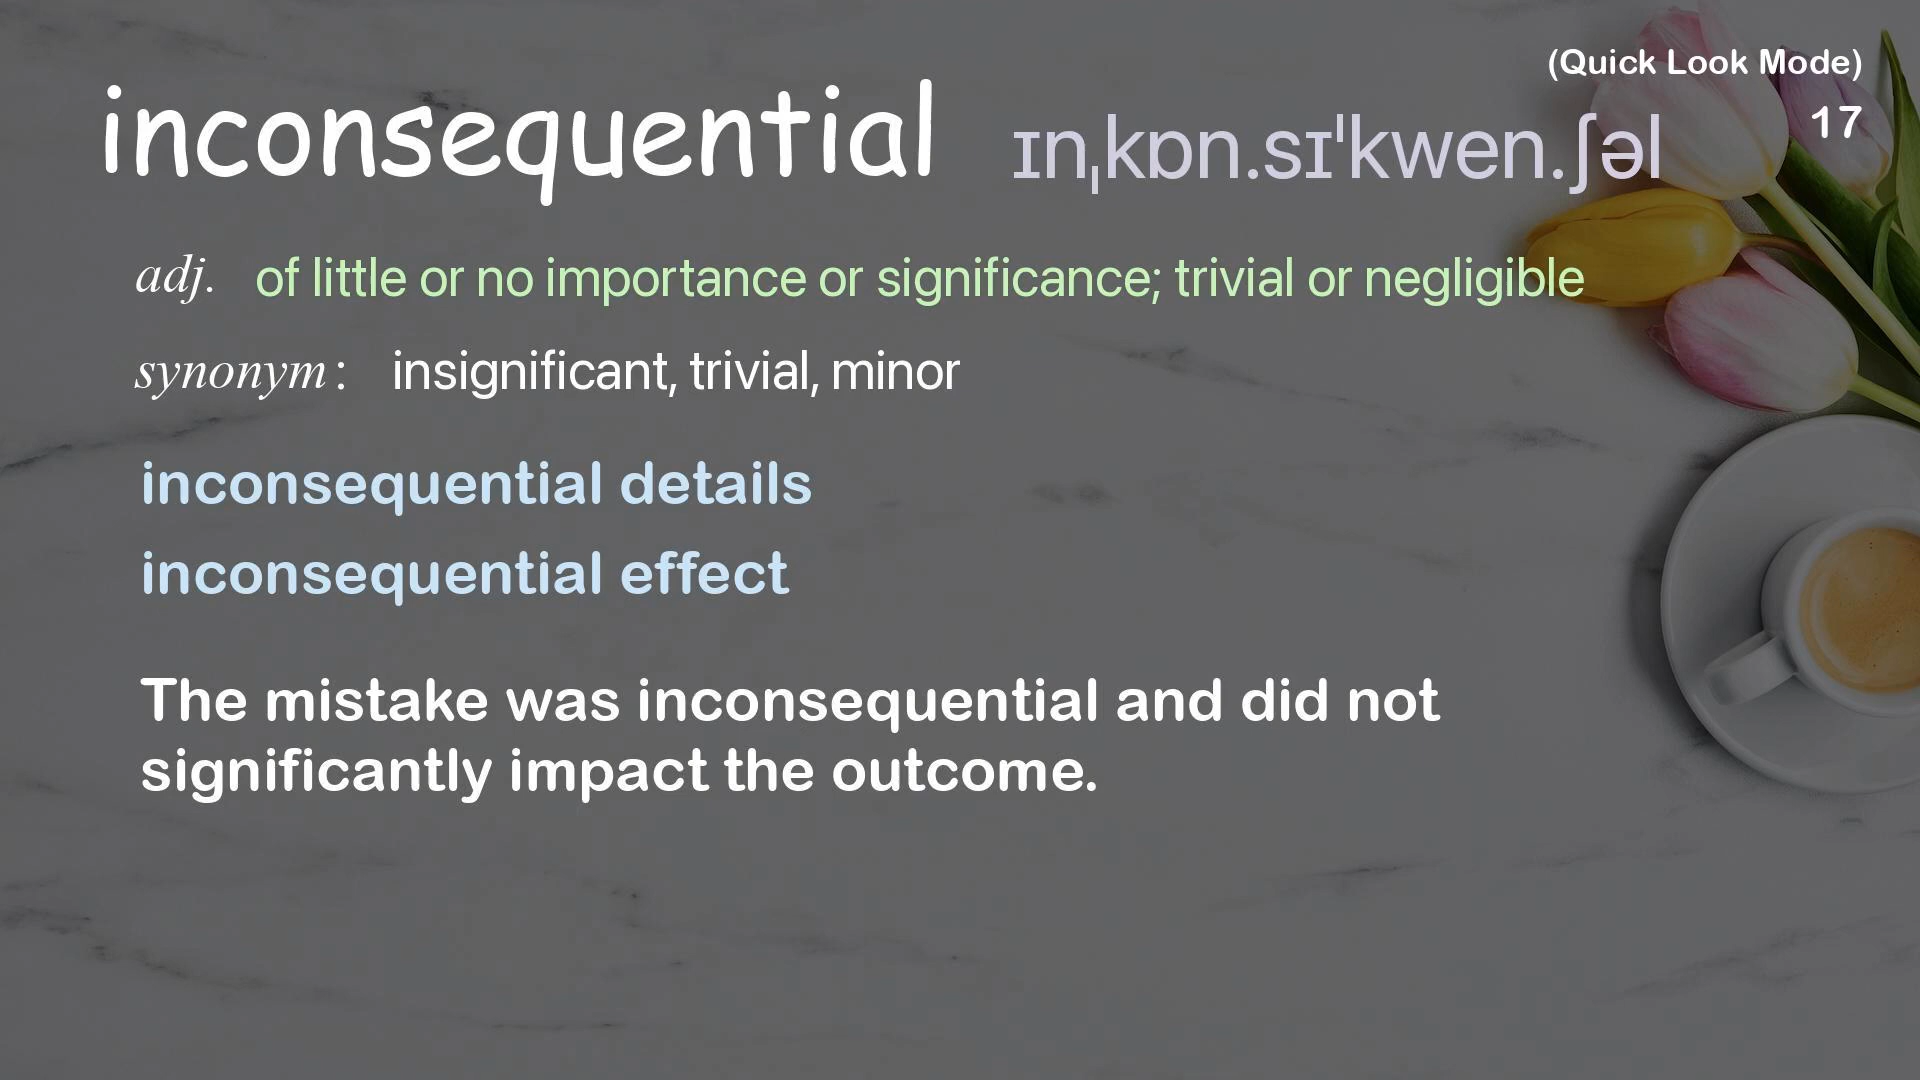 (Quick Look Mode)
inconsequential ɪnˌkɒn.sɪˈkwen.ʃəl 17
adj. of little or no importance or significance; trivial or negligible
synonym: insignificant, trivial, minor
inconsequential details
inconsequential effect
The mistake was inconsequential and did not
significantly impact the outcome.